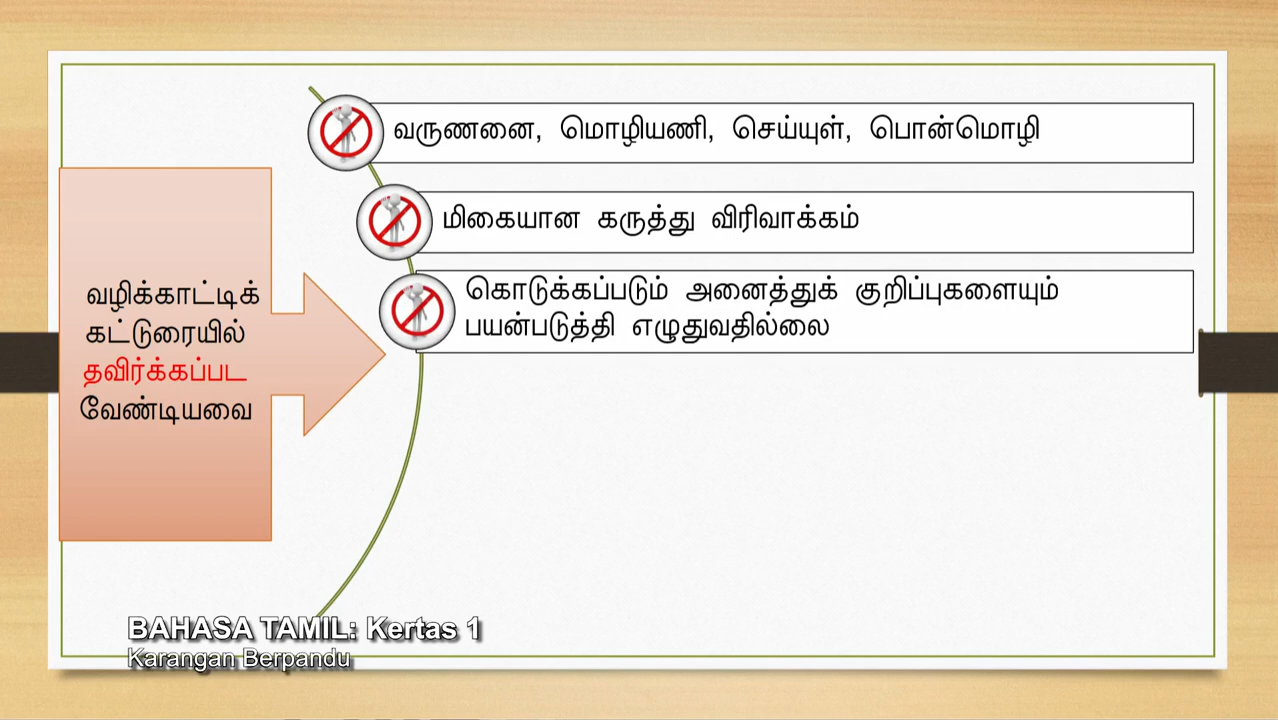 வருணனை, மொழியணி, செய்யுள், பொன்மொழி
மிகையான கருத்து விரிவாக்கம்
கொடுக்கப்படும் அனைத்துக் குறிப்புகளையும்
பயன்படுத்தி எழுதுவதில்லை
வழிக்காட்டிக்
கட்டுரையில்
தவிர்க்கப்பட
வேண்டியவை
BAHASA TAMIL: Kertas 1
Karangan Berpandu